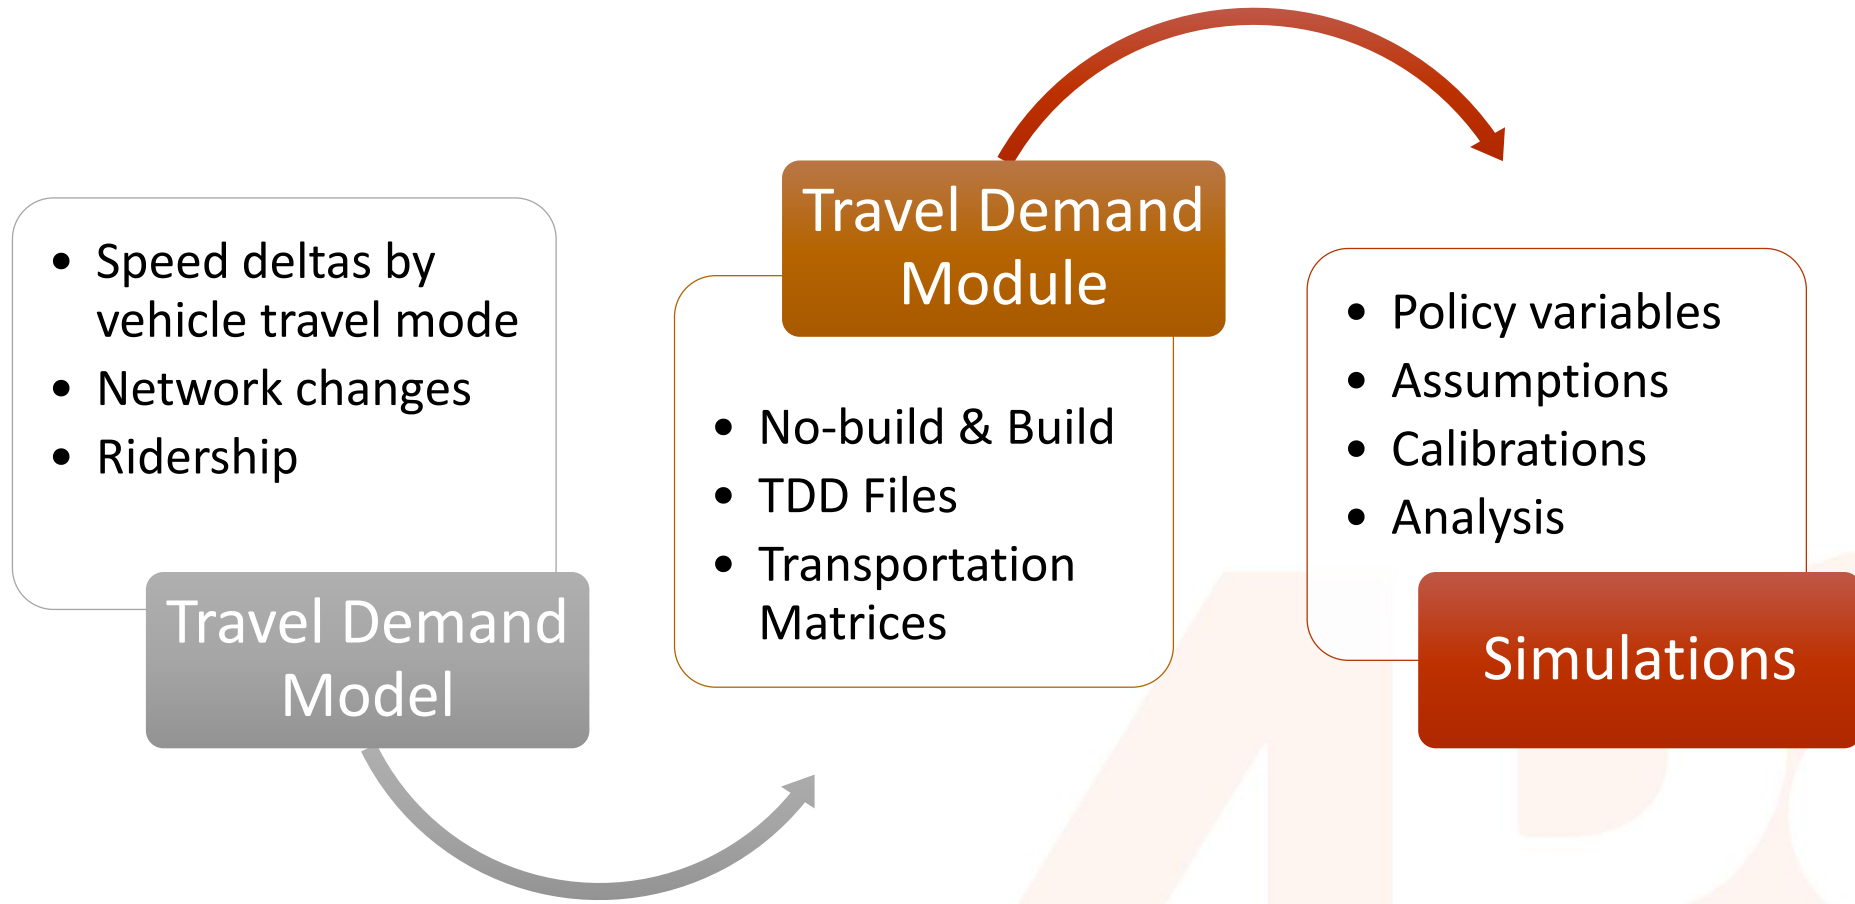 • Speed deltas by
vehicle travel mode
• Network changes
• Ridership
Travel Demand
Model
Travel Demand
Module
• No-build & Build
• TDD Files
• Transportation
Matrices
• Policy variables
• Assumptions
• Calibrations
• Analysis
Simulations